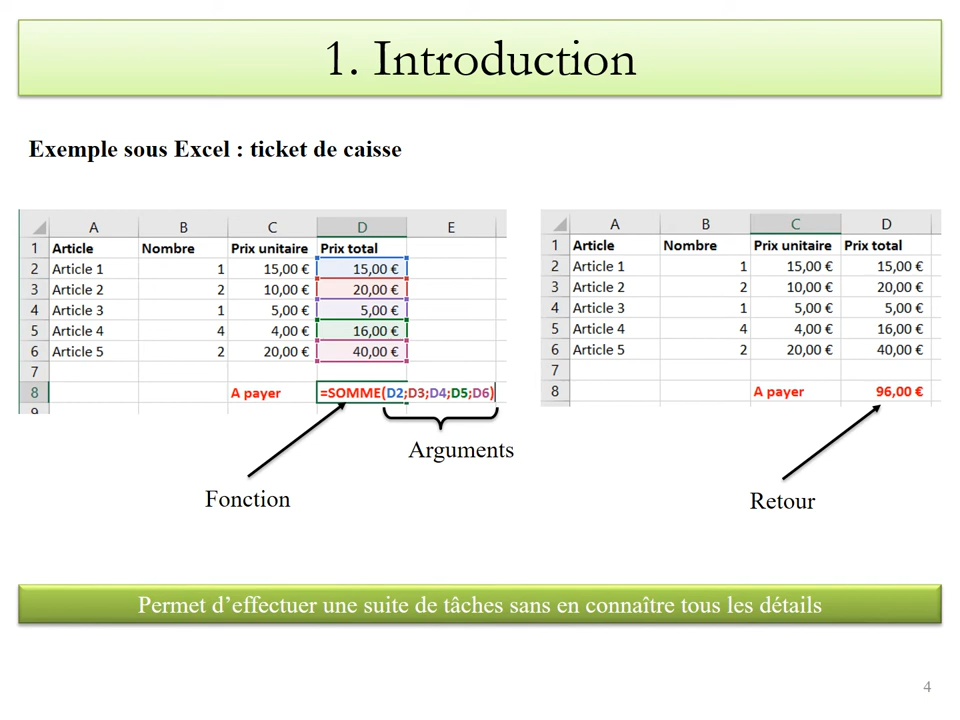 1. Introduction
Exemple sous Excel : ticket de caisse
A B C D E
1 Article Nombre Prix unitaire Prix total
2 Article 1 1 15,00 € 15,00 €
3 Article 2 2 10,00 € 20,00 €
4 Article 3 1 5,00 € 5,00 €
5 Article 4 4 4,00 € 16,00 €
6 Article 5 2 20,00 € 40,00 €
7
8 A payer =SOMME(D2;D3;D4;D5;D6)
9
Arguments
Fonction
A B C D
1 Article Nombre Prix unitaire Prix total
2 Article 1 1 15,00 € 15,00 €
3 Article 2 2 10,00 € 20,00 €
4 Article 3 1 5,00 € 5,00 €
5 Article 4 4 4,00 € 16,00 €
6 Article 5 2 20,00 € 40,00 €
7
8 A payer 96,00 €
Retour
Permet d’effectuer une suite de tâches sans en connaître tous les détails
4